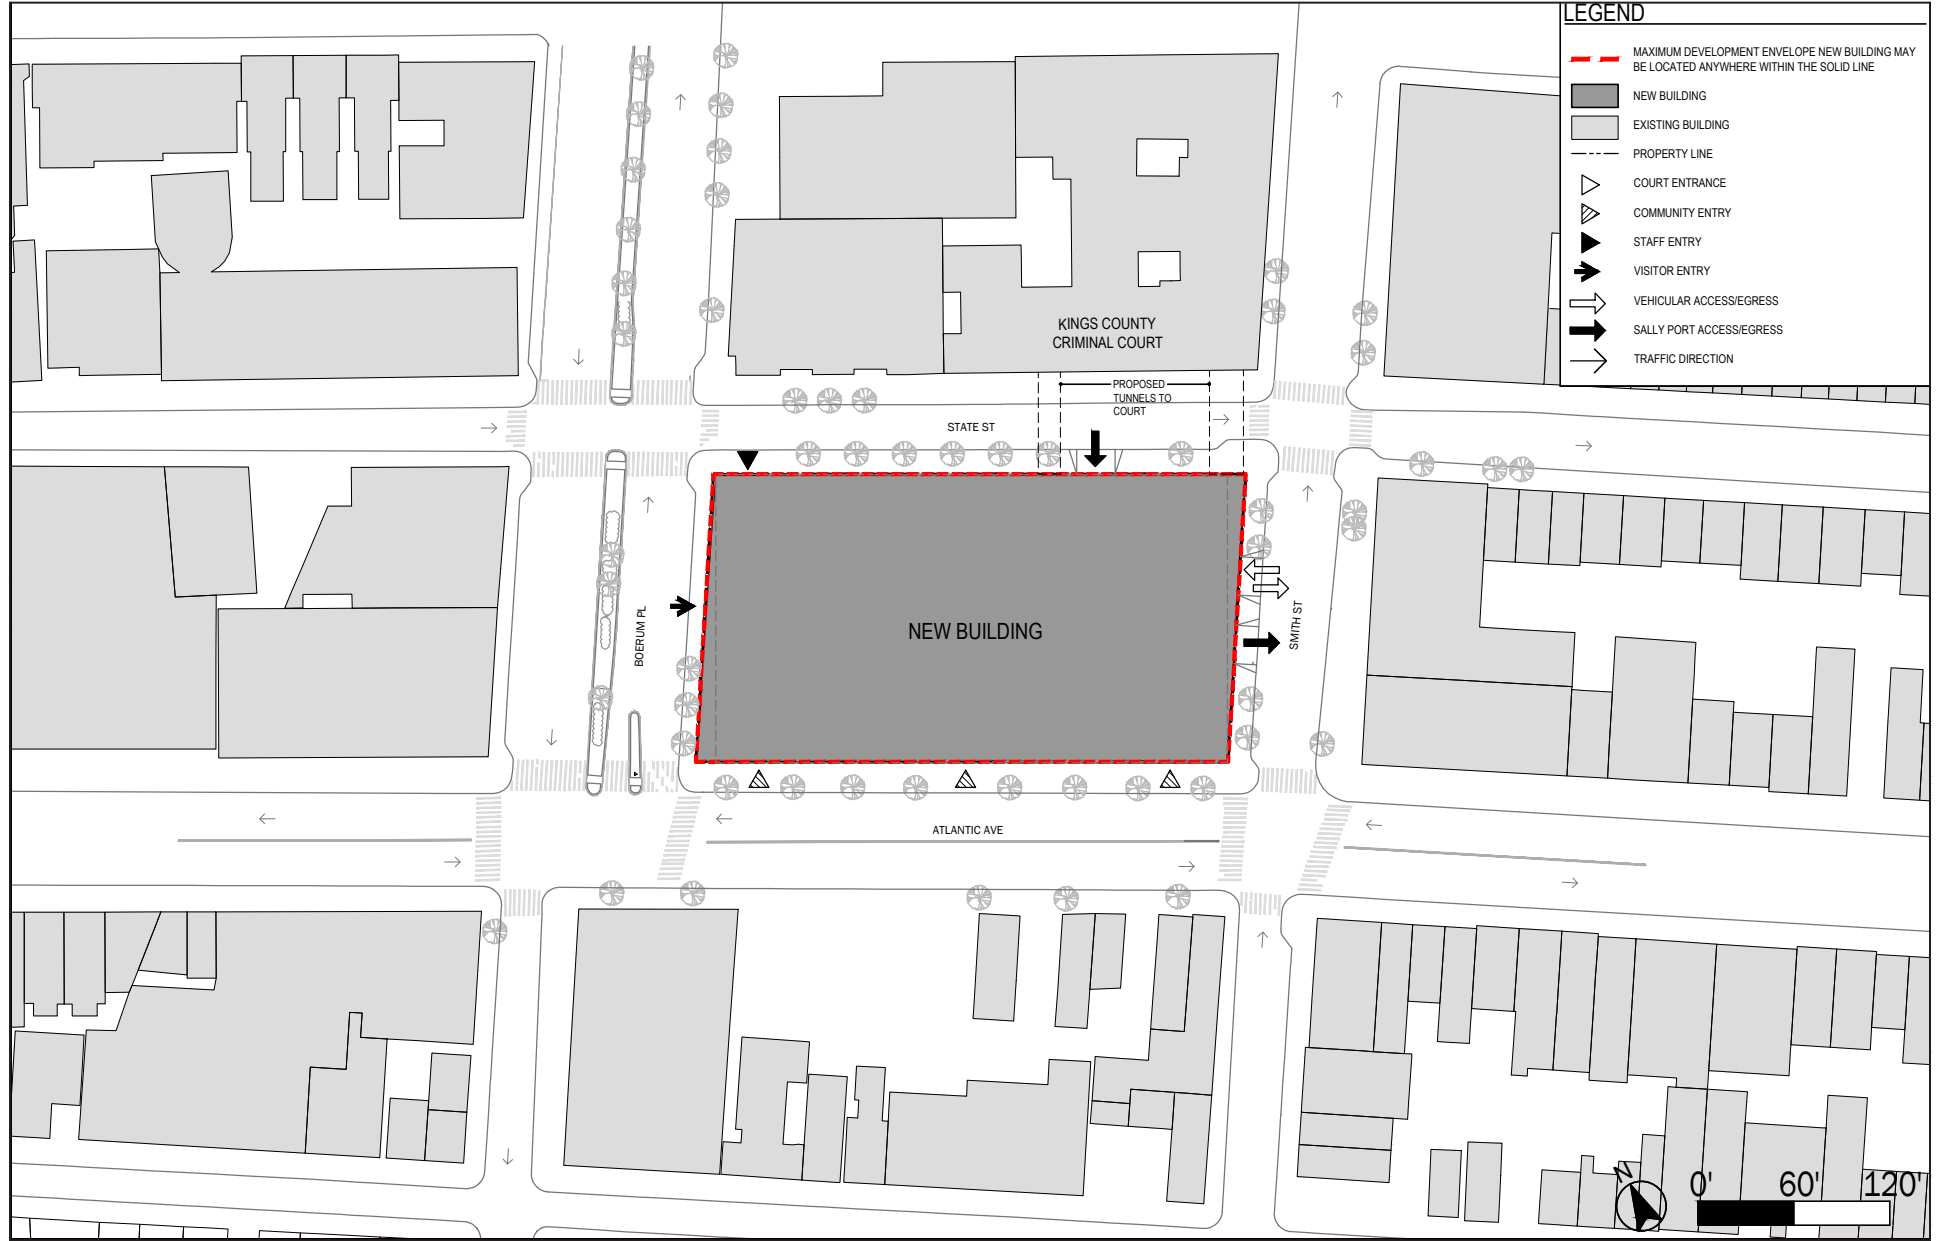 LEGEND
MAXIMUM DEVELOPMENT ENVELOPE NEW BUILDING MAY
BE LOCATED ANYWHERE WITHIN THE SOLID LINE
NEW BUILDING
EXISTING BUILDING
PROPERTY LINE
COURT ENTRANCE
COMMUNITY ENTRY
STAFF ENTRY
VISITOR ENTRY
VEHICULAR ACCESS/EGRESS
SALLY PORT ACCESS/EGRESS
TRAFFIC DIRECTION
KINGS COUNTY
CRIMINAL COURT
PROPOSED
TUNNELS TO
COURT
STATE ST
NEW BUILDING
BOERUM PL
SMITH ST
ATLANTIC AVE
N
0' 60' 120'